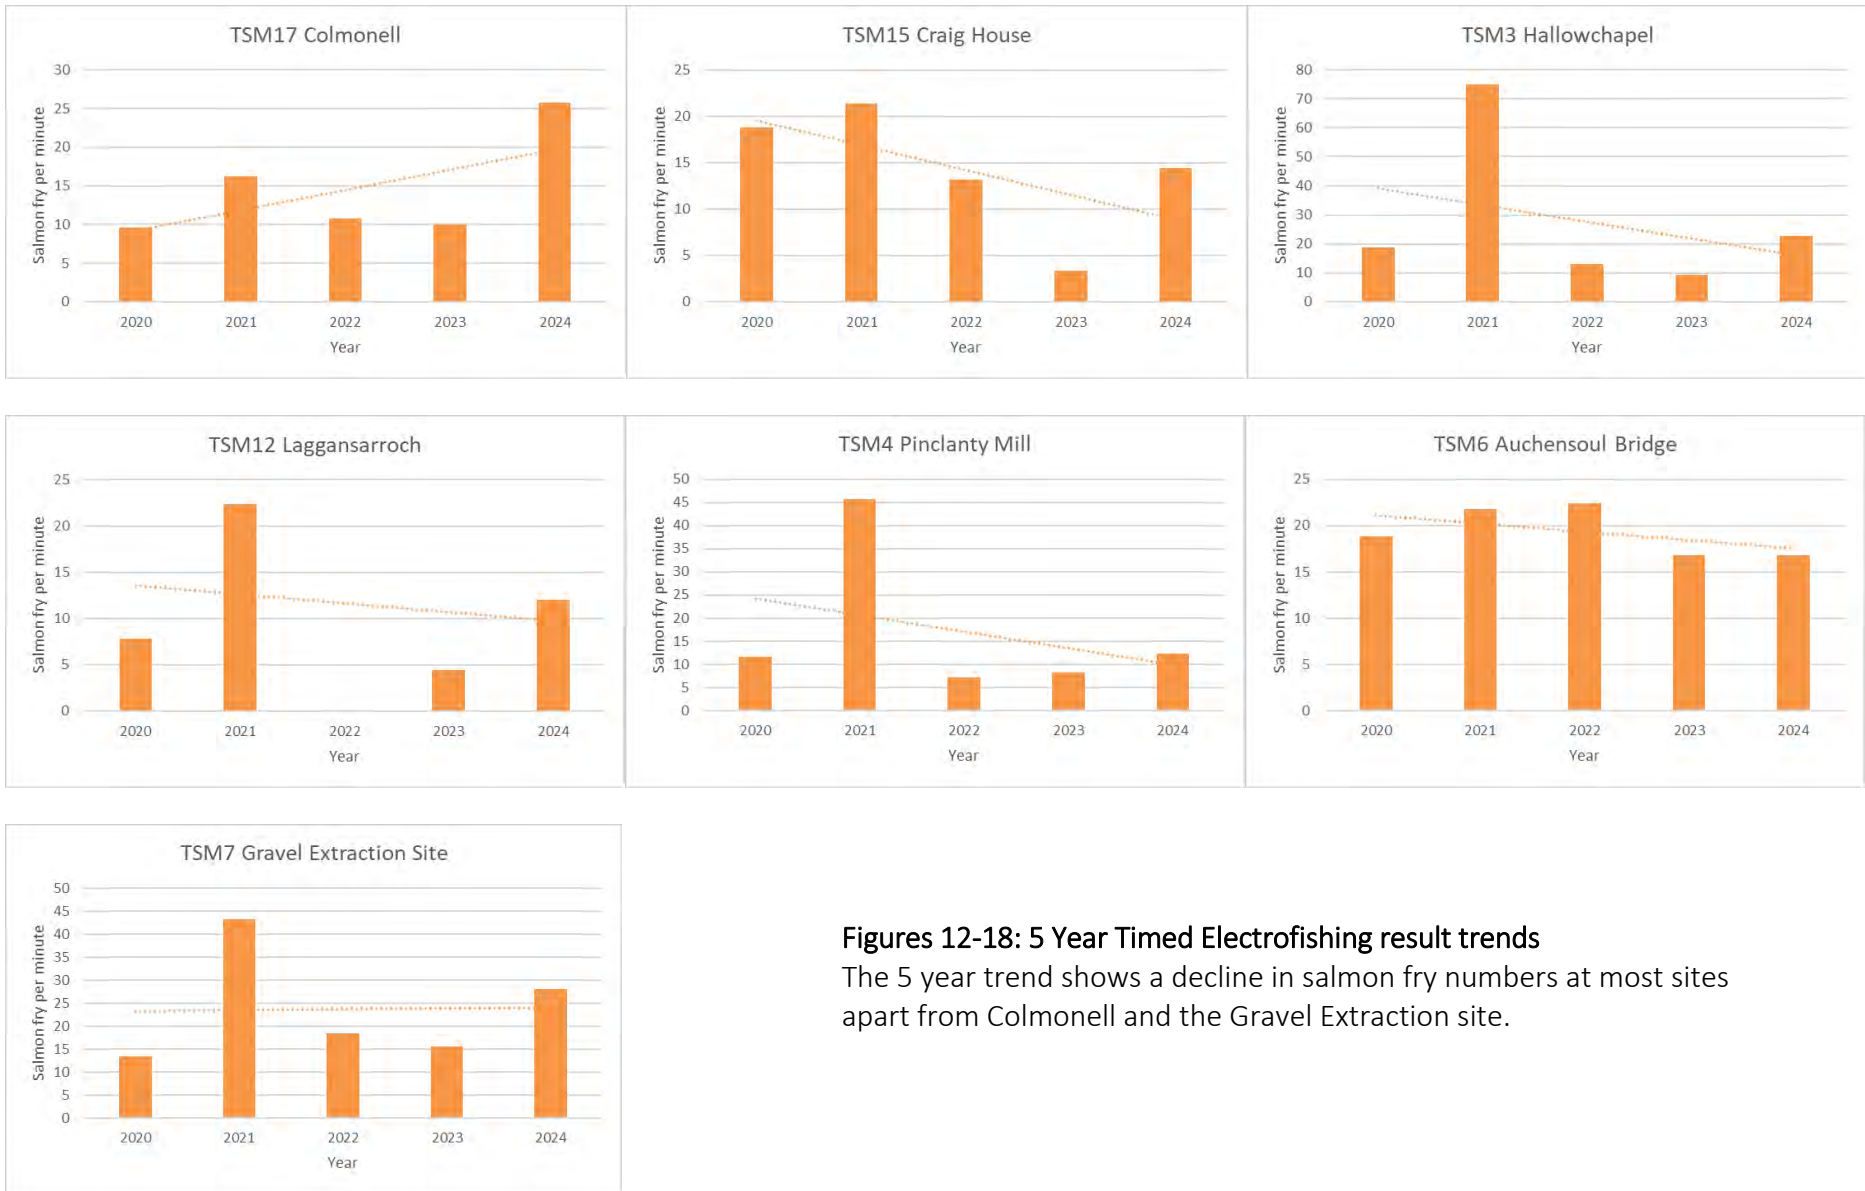 TSM17 Colmonell
Salmon fry per minute
30
25
20
15
10
5
0
2020 2021 2022 2023 2024
Year
TSM15 Craig House
Salmon fry per minute
25
20
15
10
5
0
2020 2021 2022 2023 2024
Year
TSM3 Hallowchapel
Salmon fry per minute
80
70
60
50
40
30
20
10
0
2020 2021 2022 2023 2024
Year
TSM12 Laggansarroch
Salmon fry per minute
25
20
15
10
5
0
2020 2021 2022 2023 2024
Year
TSM4 Pinclanty Mill
Salmon fry per minute
50
45
40
35
30
25
20
15
10
5
0
2020 2021 2022 2023 2024
Year
TSM6 Auchensoul Bridge
Salmon fry per minute
25
20
15
10
5
0
2020 2021 2022 2023 2024
Year
TSM7 Gravel Extraction Site
Salmon fry per minute
50
45
40
35
30
25
20
15
10
5
0
2020 2021 2022 2023 2024
Year
Figures 12-18: 5 Year Timed Electrofishing result trends
The 5 year trend shows a decline in salmon fry numbers at most sites
apart from Colmonell and the Gravel Extraction site.